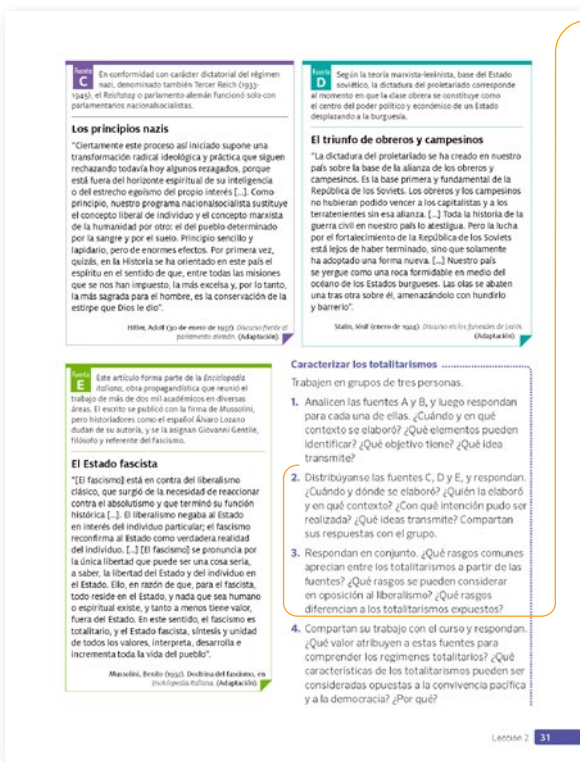 Fuente
C
En conformidad con carácter dictatorial del régimen
nazi, denominado también Tercer Reich (1933-
1945), el Reichstag o parlamento alemán funcionó solo con
parlamentarios nacionalsocialistas.
Los principios nazis
"Ciertamente este proceso así iniciado supone una
transformación radical ideológica y práctica que siguen
rechazando todavía hoy algunos rezagados, porque
está fuera del horizonte espiritual de su inteligencia
o del estrecho egoísmo del propio interés [...]. Como
principio, nuestro programa nacionalsocialista sustituye
el concepto liberal de individuo y el concepto marxista
de la humanidad por otro: el del pueblo determinado
por la sangre y por el suelo. Principio sencillo y
lapidario, pero de enormes efectos. Por primera vez,
quizás, en la Historia se ha orientado en este país el
espíritu en el sentido de que, entre todas las misiones
que se nos han impuesto, la más excelsa y, por lo tanto,
la más sagrada para el hombre, es la conservación de la
estirpe que Dios le dio".
Hitler, Adolf (30 de enero de 1937). Discurso frente al
parlamento alemán. (Adaptación).
Fuente
D
Según la teoría marxista-leninista, base del Estado
soviético, la dictadura del proletariado corresponde
al momento en que la clase obrera se constituye como
el centro del poder político y económico de un Estado
desplazando a la burguesía.
El triunfo de obreros y campesinos
"La dictadura del proletariado se ha creado en nuestro
país sobre la base de la alianza de los obreros y
campesinos. Es la base primera y fundamental de la
República de los Soviets. Los obreros y los campesinos
no hubieran podido vencer a los capitalistas y a los
terratenientes sin esa alianza. [...] Toda la historia de la
guerra civil en nuestro país lo atestigua. Pero la lucha
por el fortalecimiento de la República de los Soviets
está lejos de haber terminado, sino que solamente
ha adoptado una forma nueva. [...] Nuestro país
se yergue como una roca formidable en medio del
océano de los Estados burgueses. Las olas se abaten
una tras otra sobre él, amenazándolo con hundirlo
y barrerlo".
Stalin, Iósif (enero de 1924). Discurso en los funerales de Lenin.
(Adaptación).
Fuente
E
Este artículo forma parte de la Enciclopedia
italiana, obra propagandística que reunió el
trabajo de más de dos mil académicos en diversas
áreas. El escrito se publicó con la firma de Mussolini,
pero historiadores como el español Álvaro Lozano
dudan de su autoría, y se la asignan Giovanni Gentile,
filósofo y referente del fascismo.
El Estado fascista
"[El fascismo] está en contra del liberalismo
clásico, que surgió de la necesidad de reaccionar
contra el absolutismo y que terminó su función
histórica [...]. El liberalismo negaba al Estado
en interés del individuo particular; el fascismo
reconfirma al Estado como verdadera realidad
del individuo. [...] [El fascismo] se pronuncia por
la única libertad que puede ser una cosa seria,
a saber, la libertad del Estado y del individuo en
el Estado. Ello, en razón de que, para el fascista,
todo reside en el Estado, y nada que sea humano
o espiritual existe, y tanto a menos tiene valor,
fuera del Estado. En este sentido, el fascismo es
totalitario, y el Estado fascista, síntesis y unidad
de todos los valores, interpreta, desarrolla e
incrementa toda la vida del pueblo".
Mussolini, Benito (1932). Doctrina del fascismo, en
Enciclopedia Italiana. (Adaptación).
Caracterizar los totalitarismos
Trabajen en grupos de tres personas.
1. Analicen las fuentes A y B, y luego respondan
para cada una de ellas. ¿Cuándo y en qué
contexto se elaboró? ¿Qué elementos pueden
identificar? ¿Qué objetivo tiene? ¿Qué idea
transmite?
2. Distribúyanse las fuentes C, D y E, y respondan.
¿Cuándo y dónde se elaboró? ¿Quién la elaboró
y en qué contexto? ¿Con qué intención pudo ser
realizada? ¿Qué ideas transmite? Compartan
sus respuestas con el grupo.
3. Respondan en conjunto. ¿Qué rasgos comunes
aprecian entre los totalitarismos a partir de las
fuentes? ¿Qué rasgos se pueden considerar
en oposición al liberalismo? ¿Qué rasgos
diferencian a los totalitarismos expuestos?
4. Compartan su trabajo con el curso y respondan.
¿Qué valor atribuyen a estas fuentes para
comprender los regímenes totalitarios? ¿Qué
características de los totalitarismos pueden ser
consideradas opuestas a la convivencia pacífica
y a la democracia? ¿Por qué?
Lección 2 31